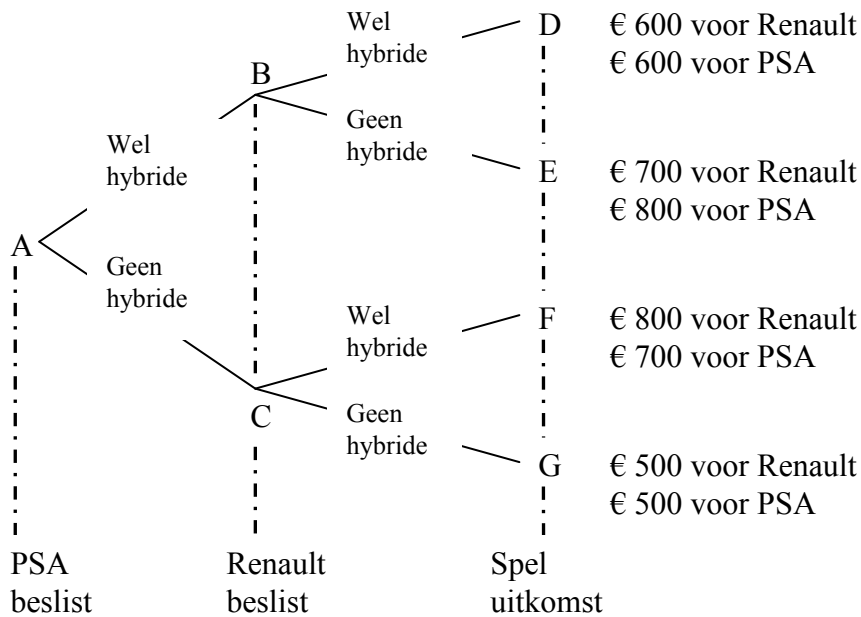 D
€ 600 voor Renault
€ 600 voor PSA
Wel
hybride
B
Geen
hybride
E
€ 700 voor Renault
€ 800 voor PSA
Wel
hybride
A
Geen
hybride
Wel
hybride
F
€ 800 voor Renault
€ 700 voor PSA
C
Geen
hybride
G
€ 500 voor Renault
€ 500 voor PSA
PSA
beslist
Renault
beslist
Spel
uitkomst